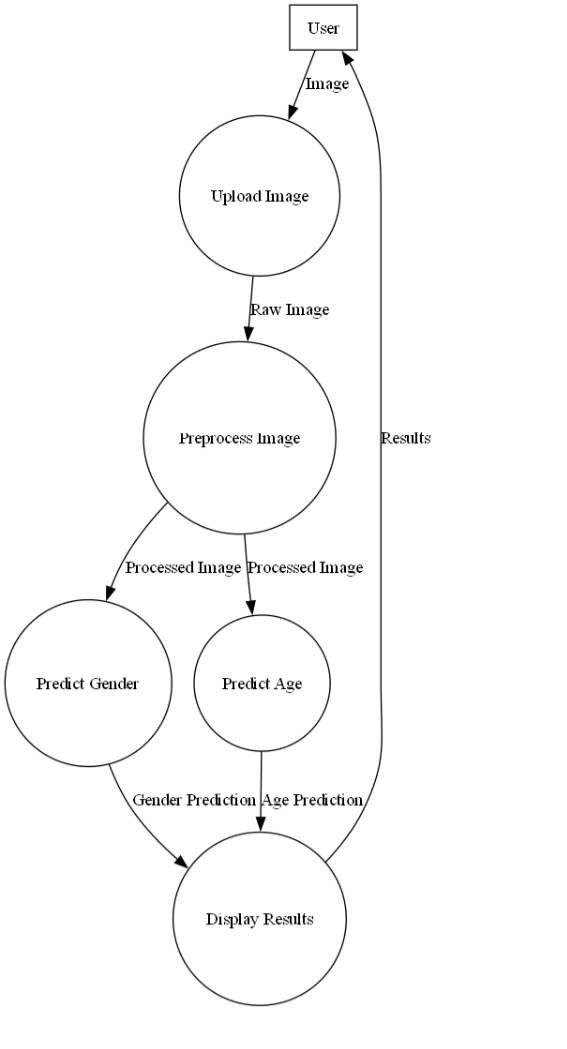 User
Image
Upload Image
Raw Image
Preprocess Image
Results
Processed Image
Processed Image
Predict Gender
Predict Age
Gender Prediction
Age Prediction
Display Results